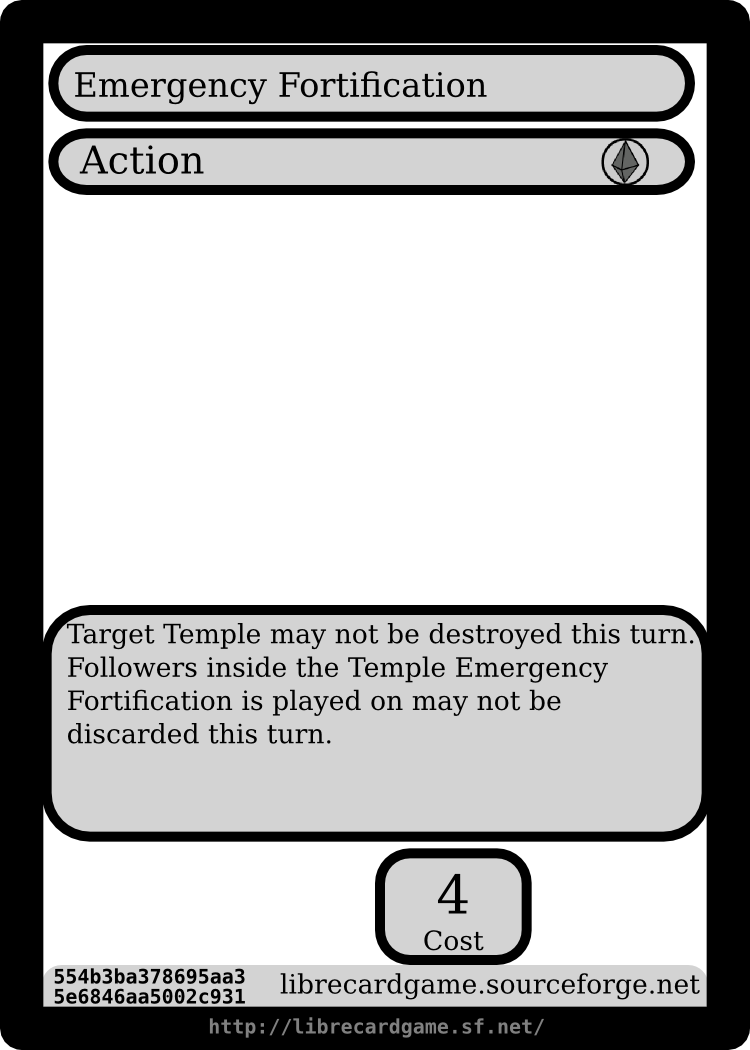 Emergency Fortification
Action
Target Temple may not be destroyed this turn.
Followers inside the Temple Emergency
Fortification is played on may not be
discarded this turn.
4
Cost
554b3ba378695aa3
5e6846aa5002c931
librecardgame.sourceforge.net
http://librecardgame.sf.net/